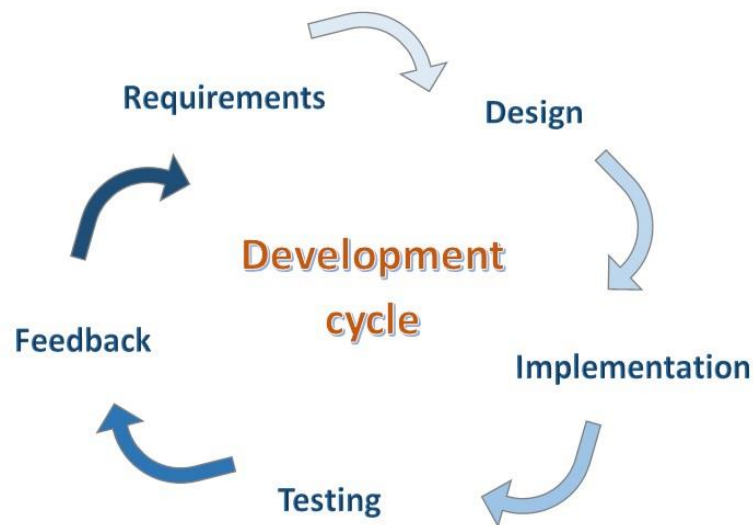 Requirements
Design
Development
cycle
Feedback
Implementation
Testing